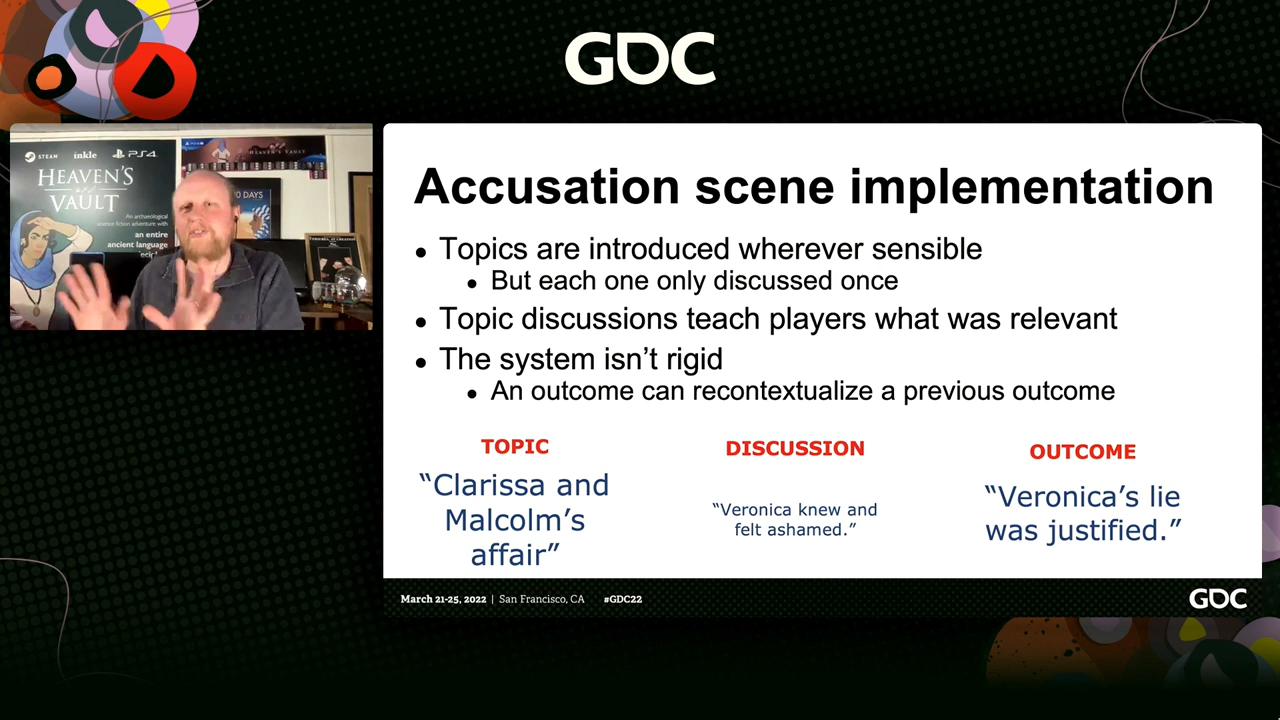 GDC
STEAM inkle PS4
HEAVEN'S
VAULT
An archaeological
science fiction adventure with
an entire
ancient language
HEAVEN'S VAULT
DAYS
Accusation scene implementation
• Topics are introduced wherever sensible
• But each one only discussed once
• Topic discussions teach players what was relevant
• The system isn’t rigid
• An outcome can recontextualize a previous outcome
TOPIC
“Clarissa and
Malcolm’s
affair”
DISCUSSION
“Veronica knew and
felt ashamed.”
OUTCOME
“Veronica’s lie
was justified.”
March 21-25, 2022 | San Francisco, CA #GDC22
GDC